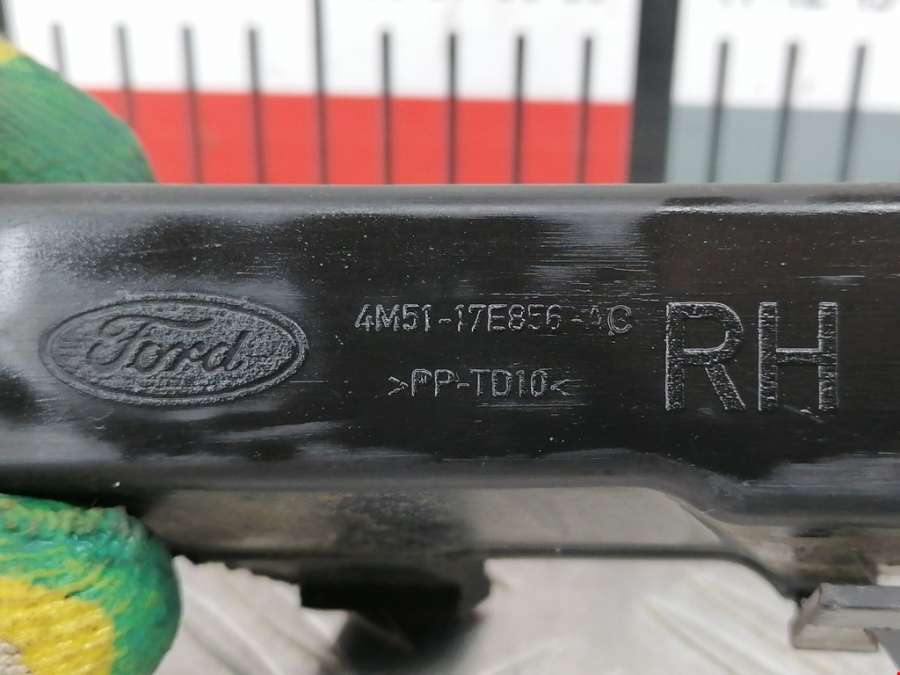 Ford
4M51-17E856-AC
>PP-TD10<
RH